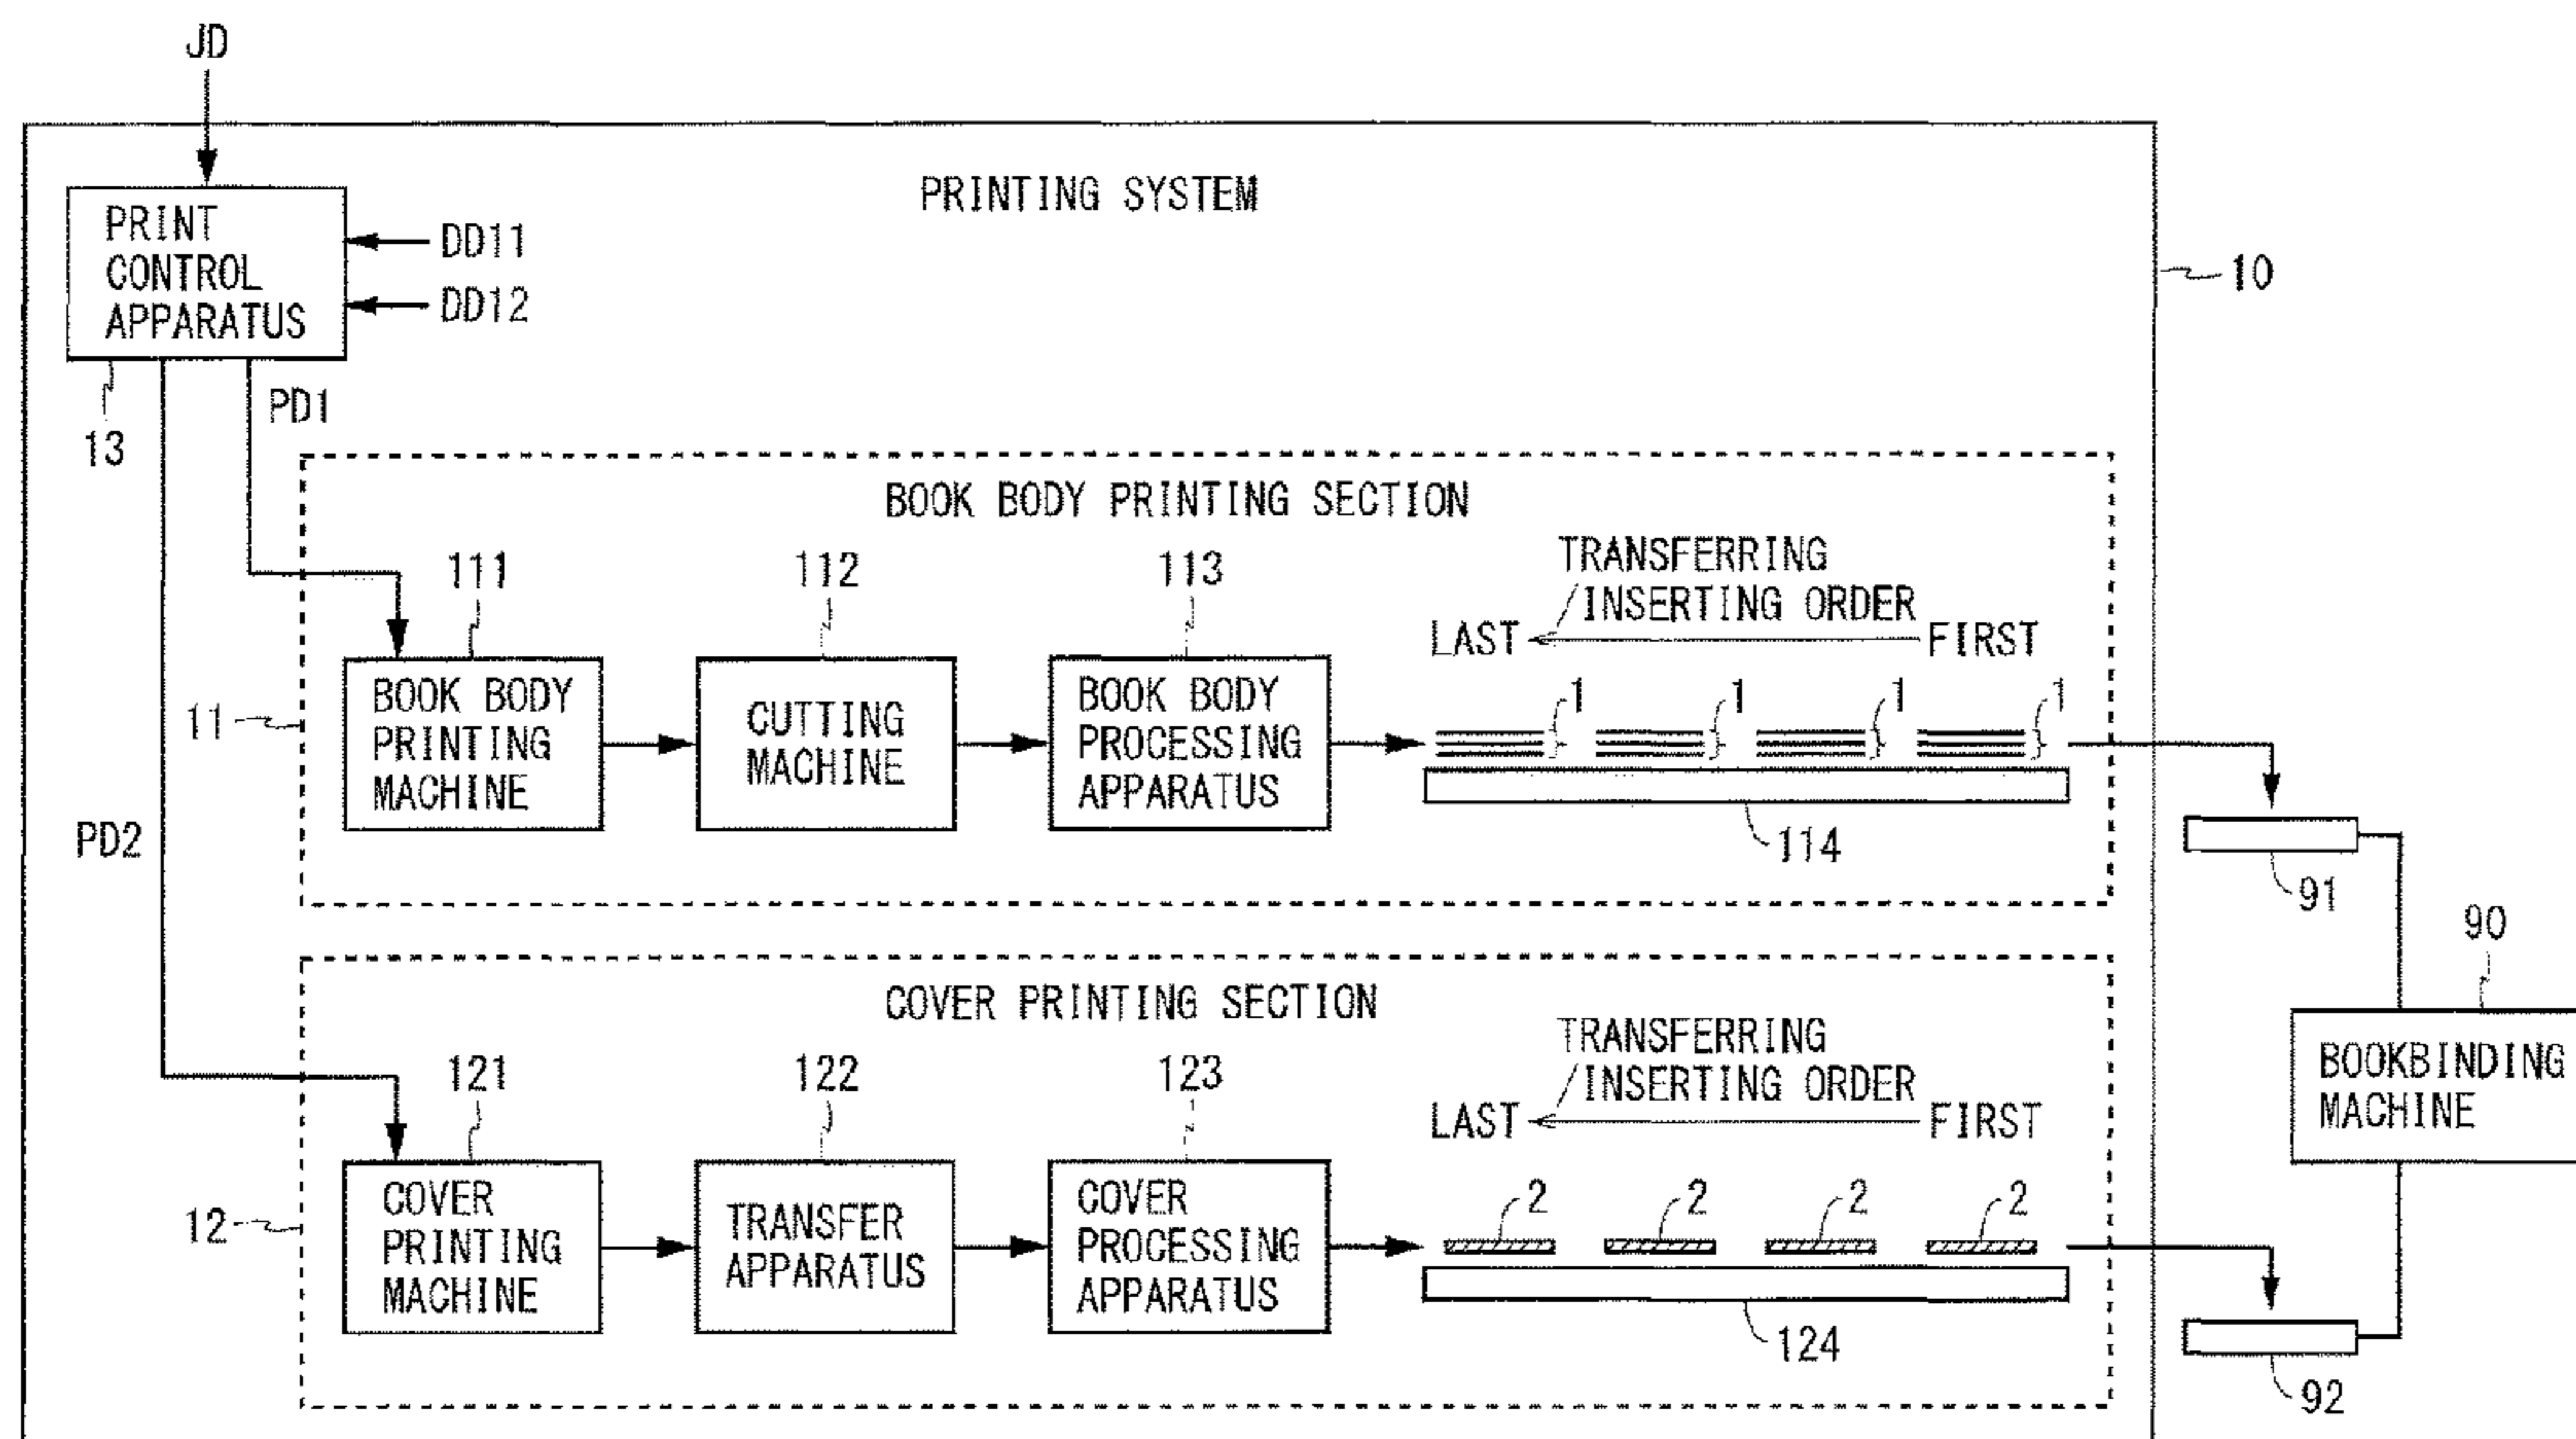 JD
PRINTING SYSTEM
PRINT
CONTROL
APPARATUS
DD11
DD12
10
13
PD1
PD2
BOOK BODY PRINTING SECTION
11
111
112
113
TRANSFERRING
/INSERTING ORDER
LAST
FIRST
BOOK BODY
PRINTING
MACHINE
CUTTING
MACHINE
BOOK BODY
PROCESSING
APPARATUS
1
1
1
1
114
91
90
BOOKBINDING
MACHINE
COVER PRINTING SECTION
12
121
122
123
TRANSFERRING
/INSERTING ORDER
LAST
FIRST
COVER
PRINTING
MACHINE
TRANSFER
APPARATUS
COVER
PROCESSING
APPARATUS
2
2
2
2
124
92